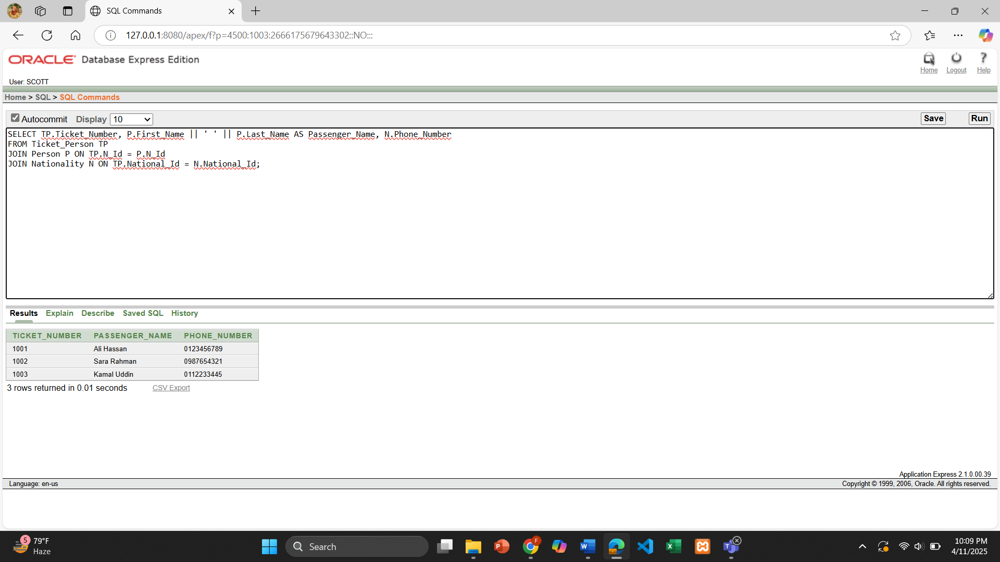 SQL Commands
127.0.0.1:8080/apex/f?p=4500:1003:2666175679643302::NO:::
ORACLE Database Express Edition
Home Logout Help
User: SCOTT
Home > SQL > SQL Commands
Autocommit Display 10 Save Run
SELECT TP.Ticket_Number, P.First_Name || ' ' || P.Last_Name AS Passenger_Name, N.Phone_Number
FROM Ticket_Person TP
JOIN Person P ON TP.N_Id = P.N_Id
JOIN Nationality N ON TP.National_Id = N.National_Id;
Results Explain Describe Saved SQL History
TICKET_NUMBER PASSENGER_NAME PHONE_NUMBER
1001 Ali Hassan 0123456789
1002 Sara Rahman 0987654321
1003 Kamal Uddin 0112233445
3 rows returned in 0.01 seconds CSV Export
Application Express 2.1.0.00.39
Language: en-us Copyright © 1999, 2006, Oracle. All rights reserved.
5 79°F
Haze
Search
F
10:09 PM
4/11/2025